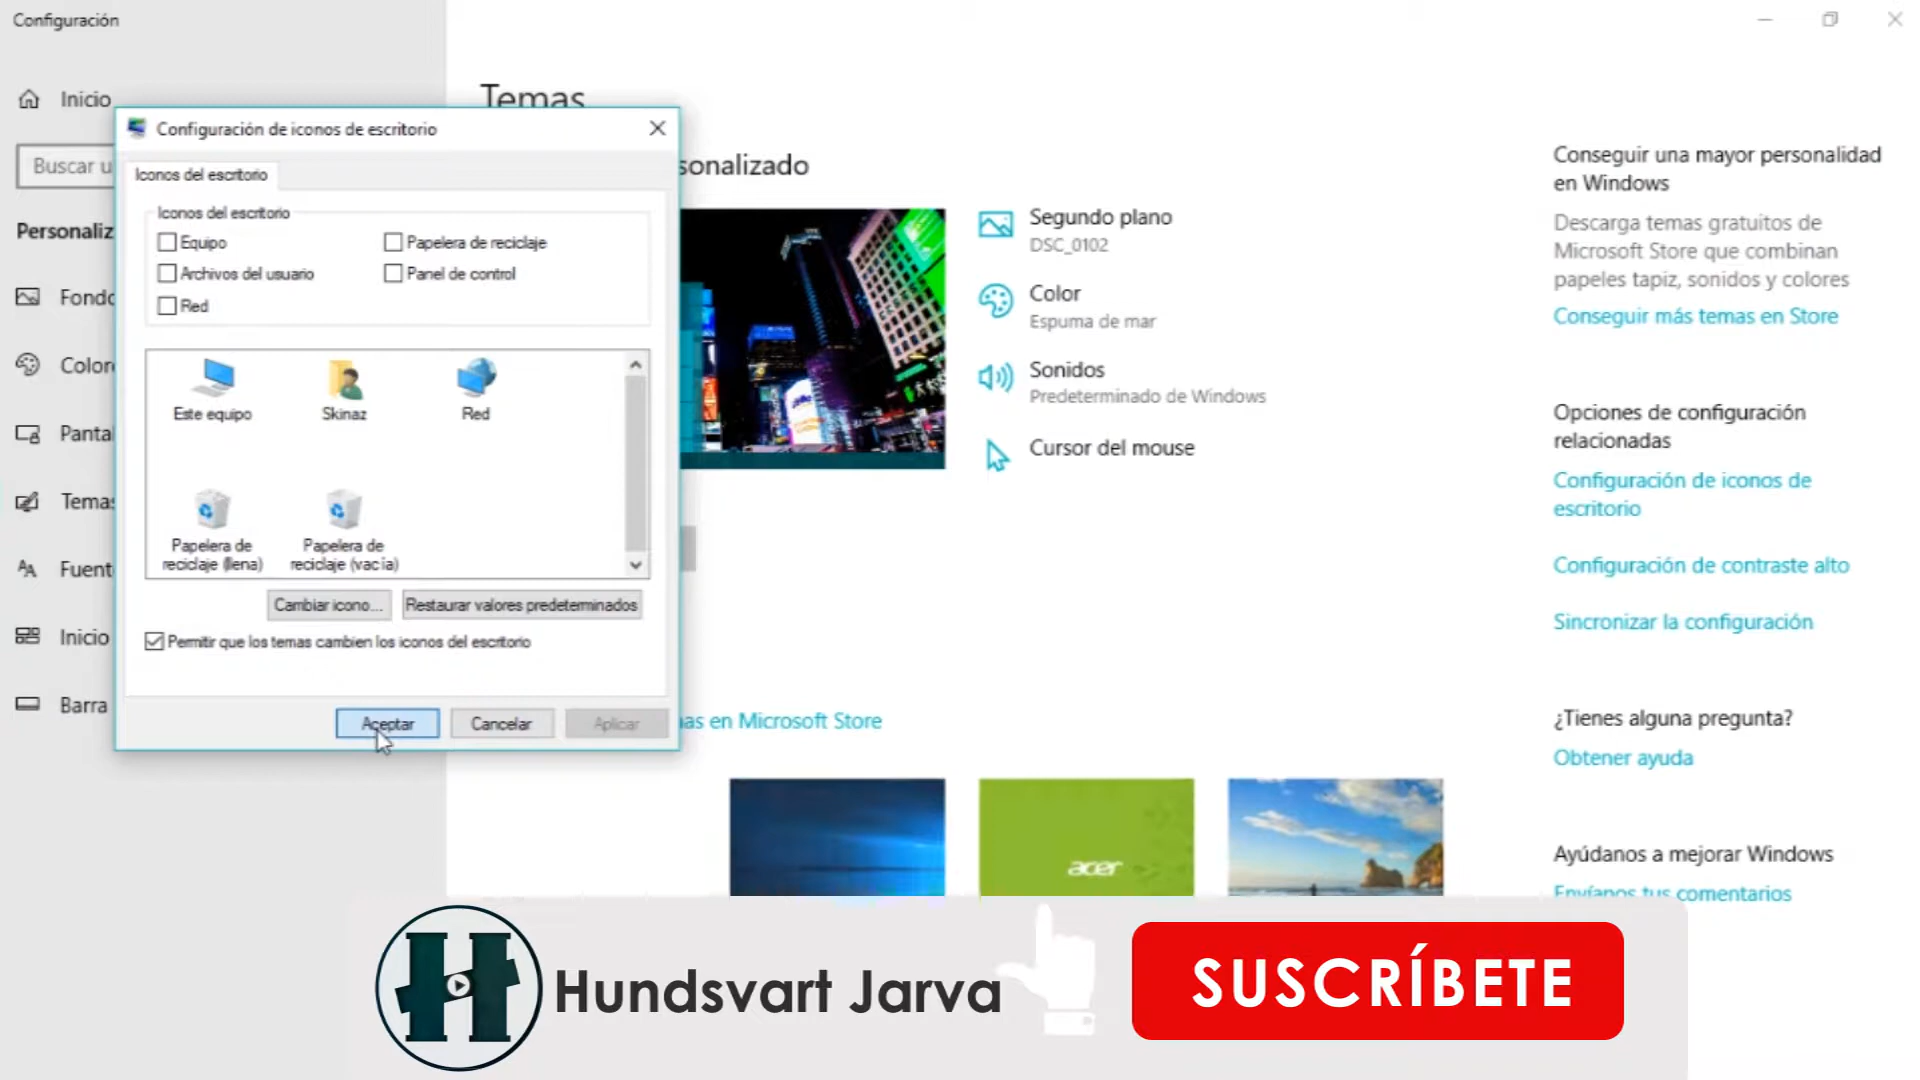 Configuración
Inicio
Buscar u
Personaliz
Fondo
Colore
Pantal
Temas
Fuent
Inicio
Barra
Temas
sonalizado
Configuración de iconos de escritorio
Iconos del escritorio
Iconos del escritorio
Equipo
Papelera de reciclaje
Archivos del usuario
Panel de control
Red
Este equipo
Skinaz
Red
Papelera de
reciclaje (llena)
Papelera de
reciclaje (vacía)
Cambiar icono...
Restaurar valores predeterminados
Permitir que los temas cambien los iconos del escritorio
Aceptar
Cancelar
Aplicar
Segundo plano
DSC_0102
Color
Espuma de mar
Sonidos
Predeterminado de Windows
Cursor del mouse
as en Microsoft Store
acer
Conseguir una mayor personalidad
en Windows
Descarga temas gratuitos de
Microsoft Store que combinan
papeles tapiz, sonidos y colores
Conseguir más temas en Store
Opciones de configuración
relacionadas
Configuración de iconos de
escritorio
Configuración de contraste alto
Sincronizar la configuración
¿Tienes alguna pregunta?
Obtener ayuda
Ayúdanos a mejorar Windows
Envíanos tus comentarios
Hundsvart Jarva
SUSCRÍBETE